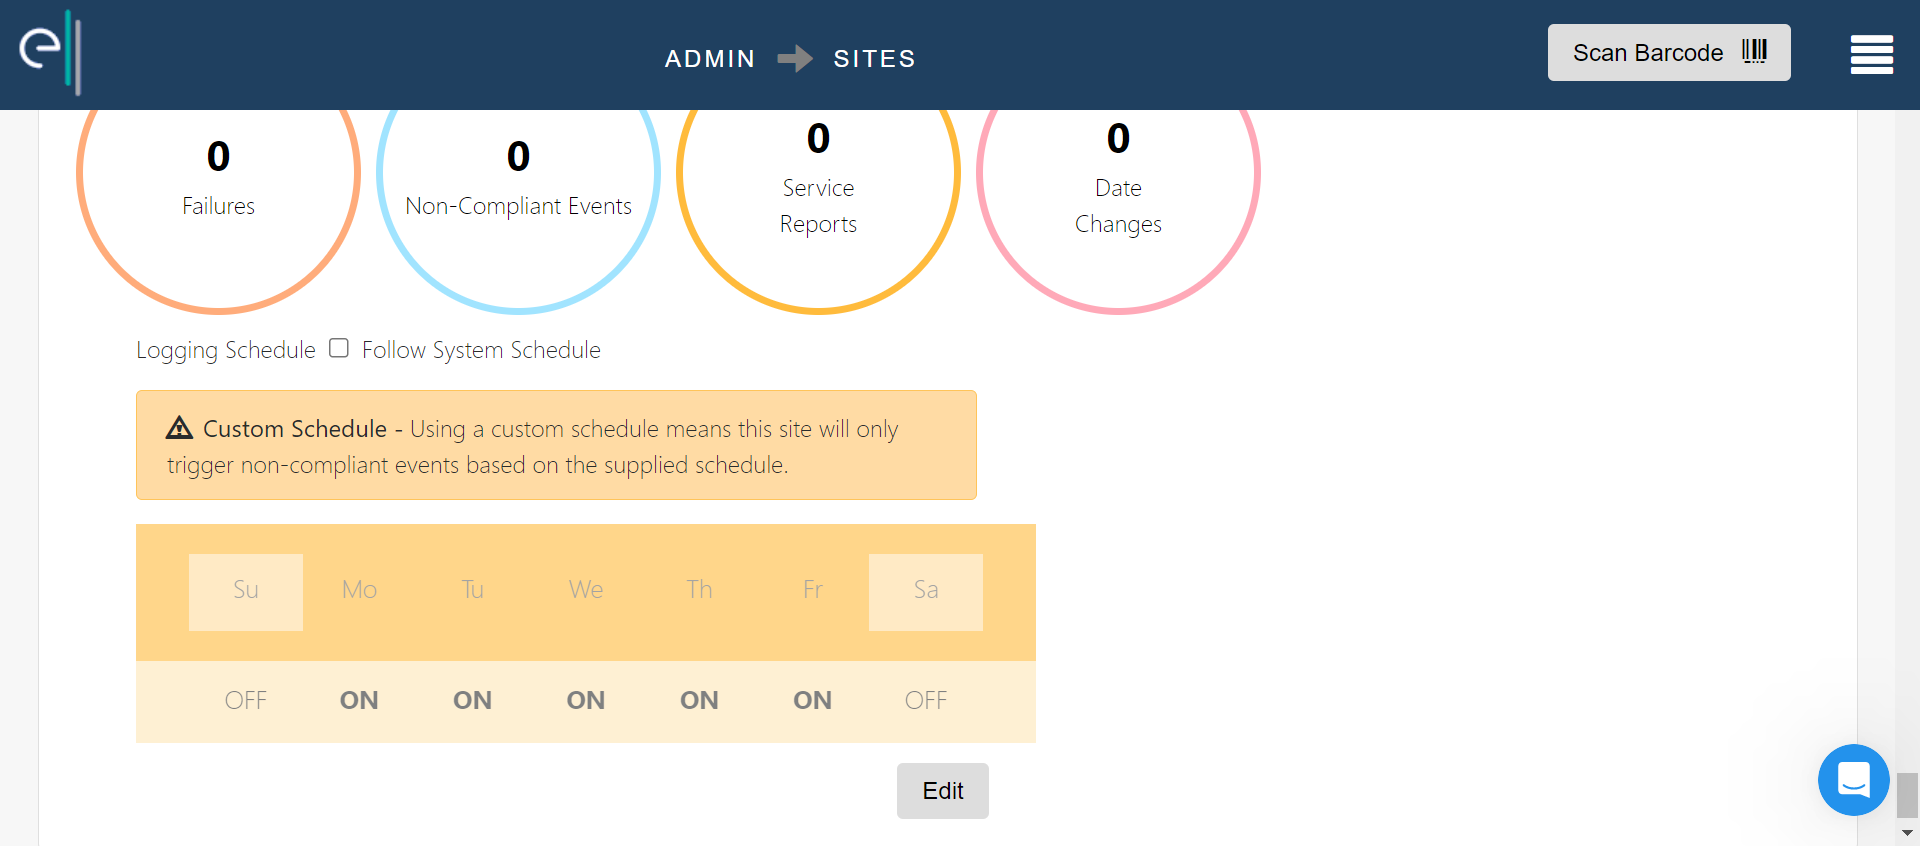 ell
ADMIN SITES
Scan Barcode
0
Failures
0
Non-Compliant Events
0
Service
Reports
0
Date
Changes
Logging Schedule Follow System Schedule
Custom Schedule - Using a custom schedule means this site will only
trigger non-compliant events based on the supplied schedule.
Su Mo Tu We Th Fr Sa
OFF ON ON ON ON ON OFF
Edit